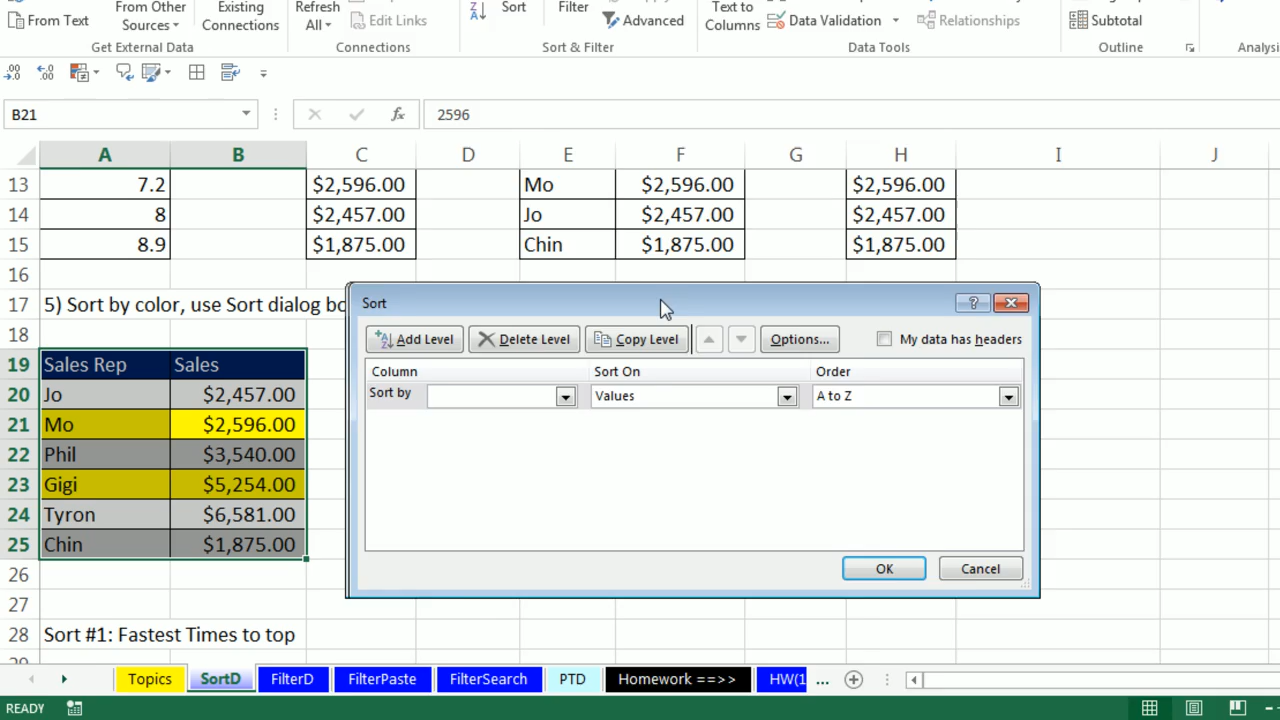 From Text
From Other
Sources
Existing
Connections
Refresh
All
Edit Links
Sort
Filter
Advanced
Text to
Columns
Data Validation
Relationships
Subtotal
Get External Data
Connections
Sort & Filter
Data Tools
Outline
Analysi
B21
fx
2596
A B C D E F G H I J
13 7.2 $2,596.00 Mo $2,596.00 $2,596.00
14 8 $2,457.00 Jo $2,457.00 $2,457.00
15 8.9 $1,875.00 Chin $1,875.00 $1,875.00
16
17 5) Sort by color, use Sort dialog bo
18
19 Sales Rep Sales
20 Jo $2,457.00
21 Mo $2,596.00
22 Phil $3,540.00
23 Gigi $5,254.00
24 Tyron $6,581.00
25 Chin $1,875.00
26
27
28 Sort #1: Fastest Times to top
Sort
Add Level Delete Level Copy Level Options... My data has headers
Column Sort On Order
Sort by Values A to Z
OK Cancel
Topics SortD FilterD FilterPaste FilterSearch PTD Homework ==>> HW(1 ...
READY